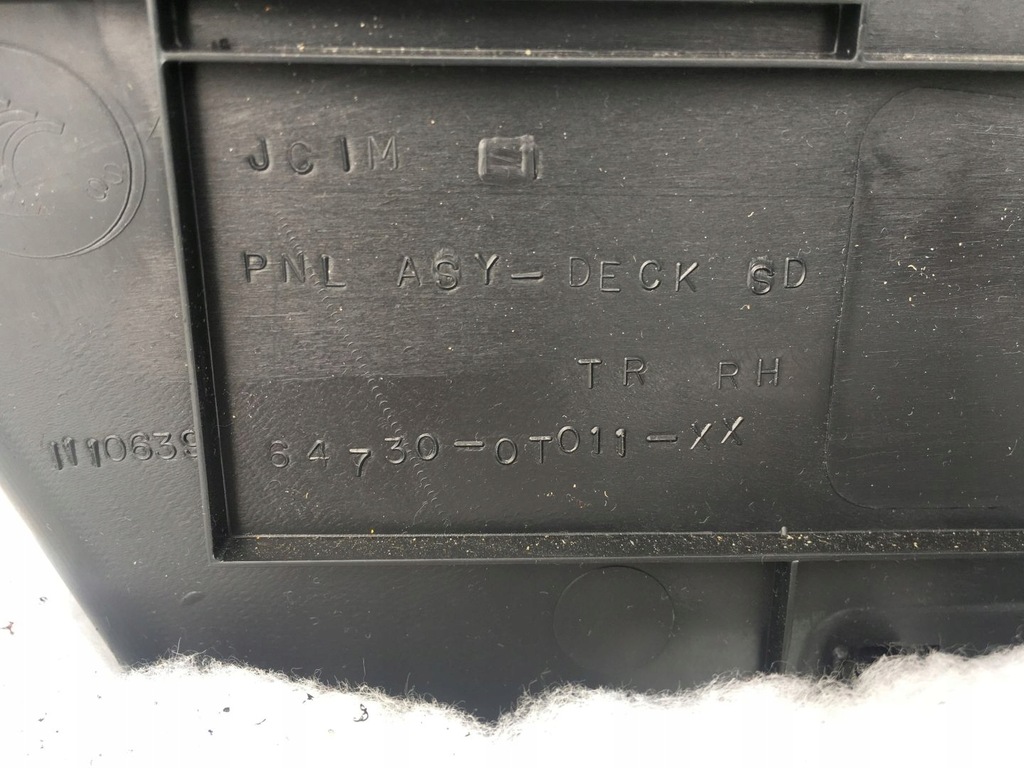 JCIM
PNL ASY-DECK SD
TR RH
1110639
64730-0T011-XX